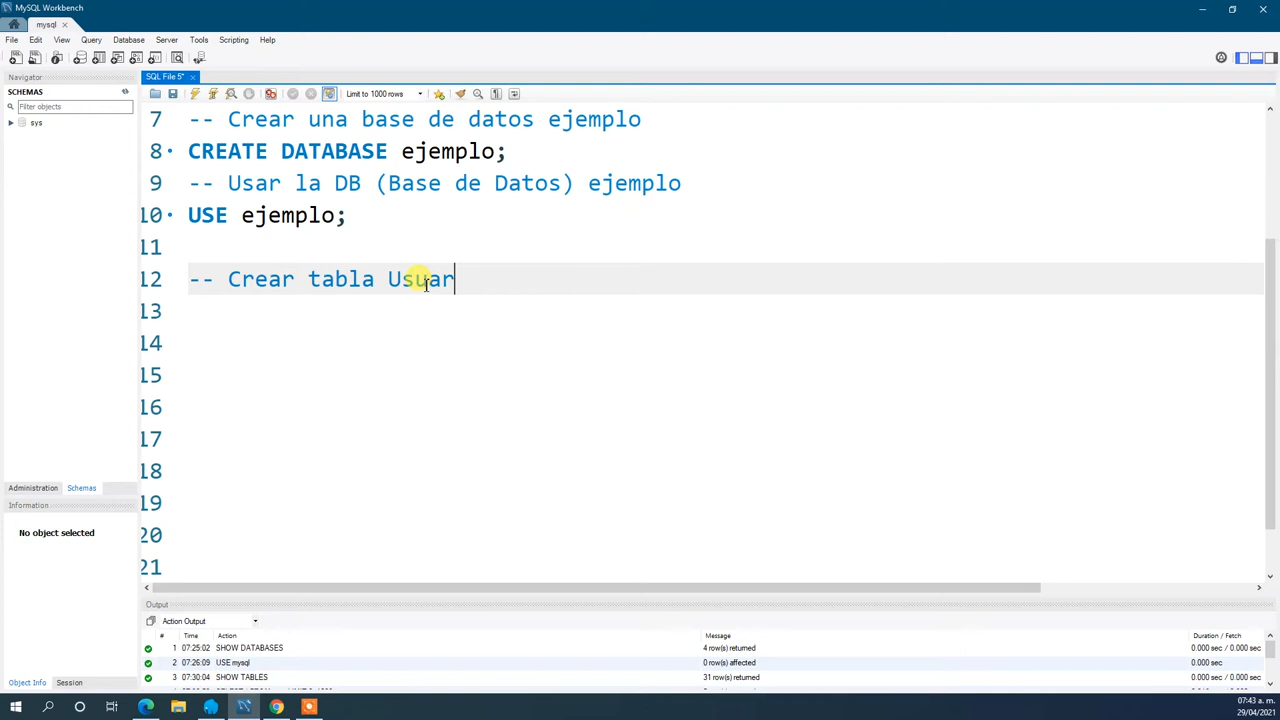 MySQL Workbench
mysql
File Edit View Query Database Server Tools Scripting Help
Navigator
SCHEMAS
Filter objects
sys
SQL File 5*
Limit to 1000 rows
7 -- Crear una base de datos ejemplo
8 CREATE DATABASE ejemplo;
9 -- Usar la DB (Base de Datos) ejemplo
10 USE ejemplo;
11
12 -- Crear tabla Usuar
13
14
15
16
17
18
19
20
21
Administration Schemas
Information
No object selected
Output
Action Output
# Time Action Message Duration / Fetch
1 07:25:02 SHOW DATABASES 4 row(s) returned 0.000 sec / 0.000 sec
2 07:26:09 USE mysql 0 row(s) affected 0.000 sec
3 07:30:04 SHOW TABLES 31 row(s) returned 0.000 sec / 0.000 sec
Object Info Session
07:43 a. m.
29/04/2021